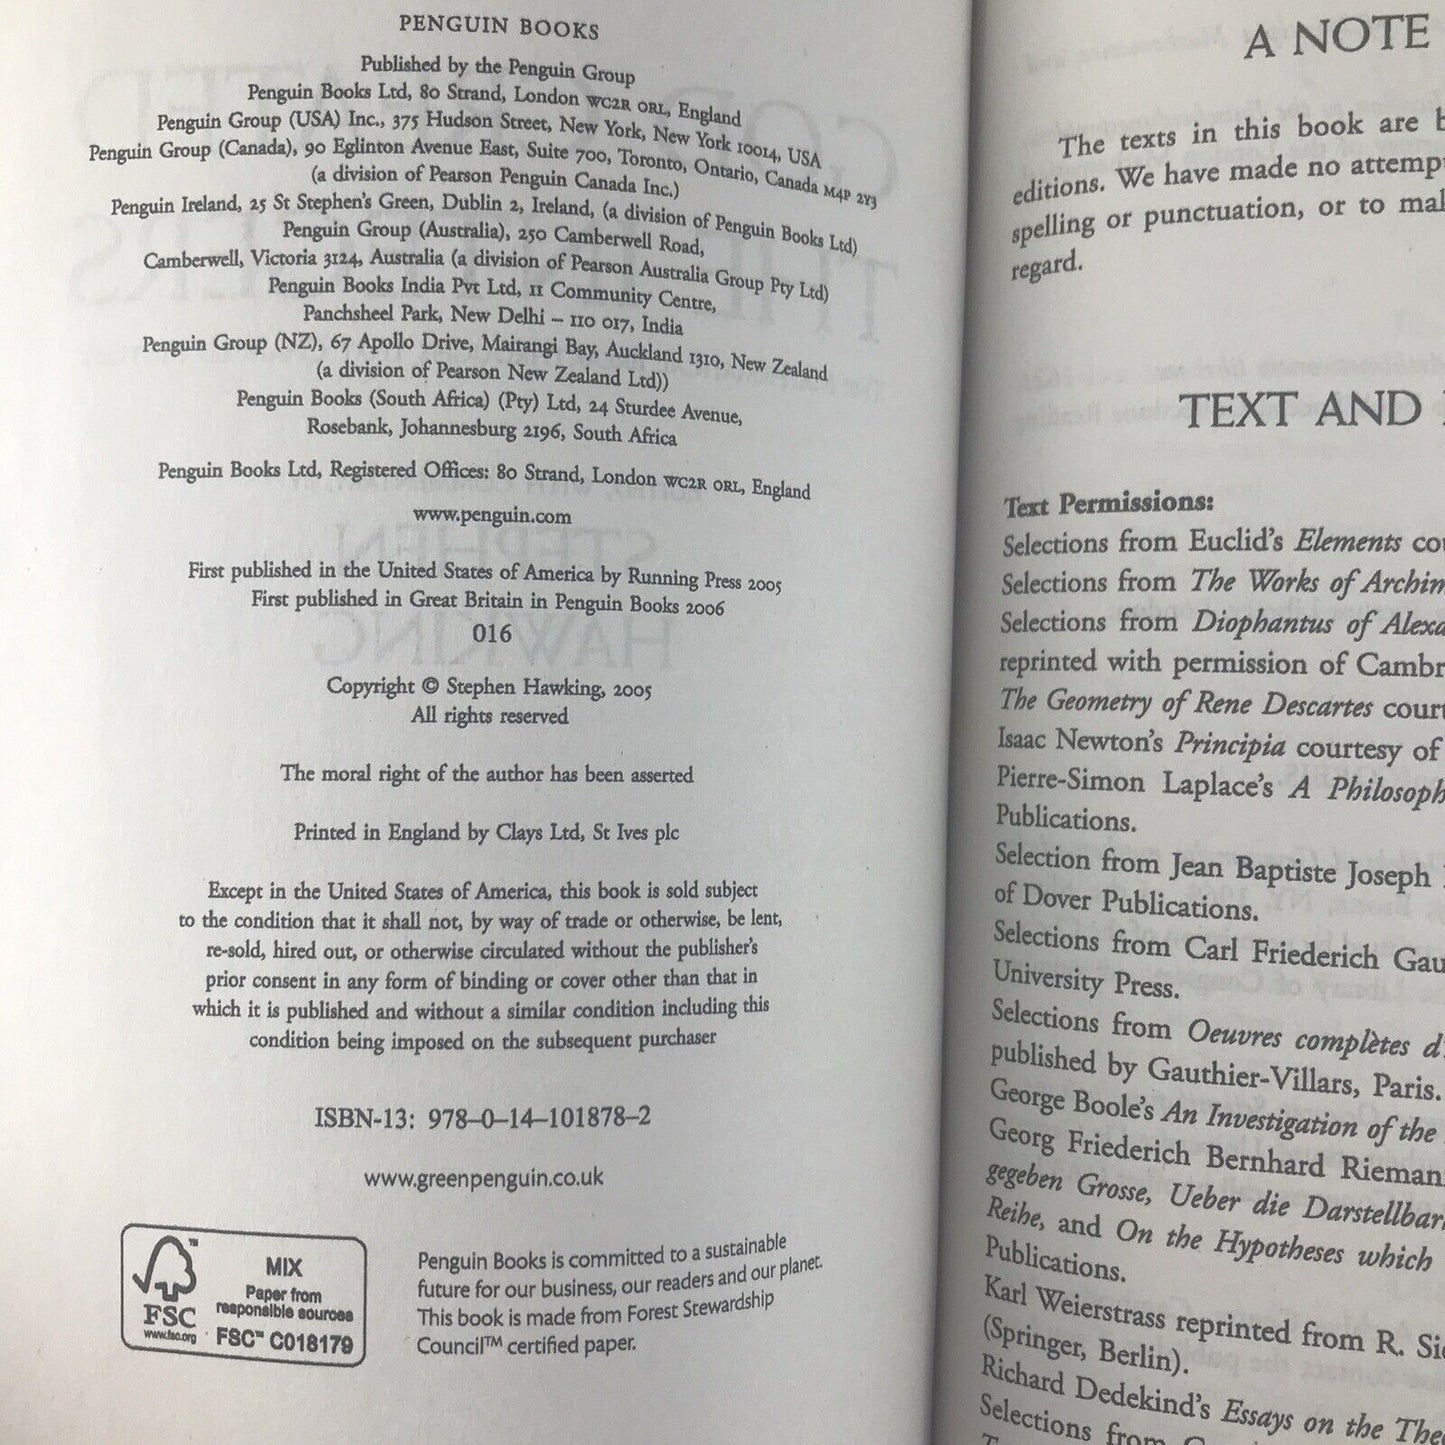 PENGUIN BOOKS
Published by the Penguin Group
Penguin Books Ltd, 80 Strand, London WC2R ORL, England
Penguin Group (USA) Inc., 375 Hudson Street, New York, New York 10014, USA
Penguin Group (Canada), 90 Eglinton Avenue East, Suite 700, Toronto, Ontario, Canada M4P 2Y3
(a division of Pearson Penguin Canada Inc.)
Penguin Ireland, 25 St Stephen's Green, Dublin 2, Ireland, (a division of Penguin Books Ltd)
Penguin Group (Australia), 250 Camberwell Road,
Camberwell, Victoria 3124, Australia (a division of Pearson Australia Group Pty Ltd)
Penguin Books India Pvt Ltd, 11 Community Centre,
Panchsheel Park, New Delhi – 110 017, India
Penguin Group (NZ), 67 Apollo Drive, Mairangi Bay, Auckland 1310, New Zealand
(a division of Pearson New Zealand Ltd))
Penguin Books (South Africa) (Pty) Ltd, 24 Sturdee Avenue,
Rosebank, Johannesburg 2196, South Africa
Penguin Books Ltd, Registered Offices: 80 Strand, London WC2R ORL, England
www.penguin.com
First published in the United States of America by Running Press 2005
First published in Great Britain in Penguin Books 2006
016
Copyright © Stephen Hawking, 2005
All rights reserved
The moral right of the author has been asserted
Printed in England by Clays Ltd, St Ives plc
Except in the United States of America, this book is sold subject
to the condition that it shall not, by way of trade or otherwise, be lent,
re-sold, hired out, or otherwise circulated without the publisher's
prior consent in any form of binding or cover other than that in
which it is published and without a similar condition including this
condition being imposed on the subsequent purchaser
ISBN-13: 978–0–14–101878–2
www.greenpenguin.co.uk
FSC
www.fsc.org
MIX
Paper from
responsible sources
FSC™ C018179
Penguin Books is committed to a sustainable
future for our business, our readers and our planet.
This book is made from Forest Stewardship
Council™ certified paper.
A NOTE
The texts in this book are
editions. We have made no attemp
spelling or punctuation, or to mak
regard.
TEXT AND
Text Permissions:
Selections from Euclid's Elements cou
Selections from The Works of Archim
Selections from Diophantus of Alexa
reprinted with permission of Cambr
The Geometry of Rene Descartes court
Isaac Newton's Principia courtesy of
Pierre-Simon Laplace's A Philosoph
Publications.
Selection from Jean Baptiste Joseph
of Dover Publications.
Selections from Carl Friederich Gau
University Press.
Selections from Oeuvres complètes d'
published by Gauthier-Villars, Paris.
George Boole's An Investigation of the
Georg Friederich Bernhard Rieman
gegeben Grosse, Ueber die Darstellbar
Reihe, and On the Hypotheses which
Publications.
Karl Weierstrass reprinted from R. Sie
(Springer, Berlin).
Richard Dedekind's Essays on the The
Selections from